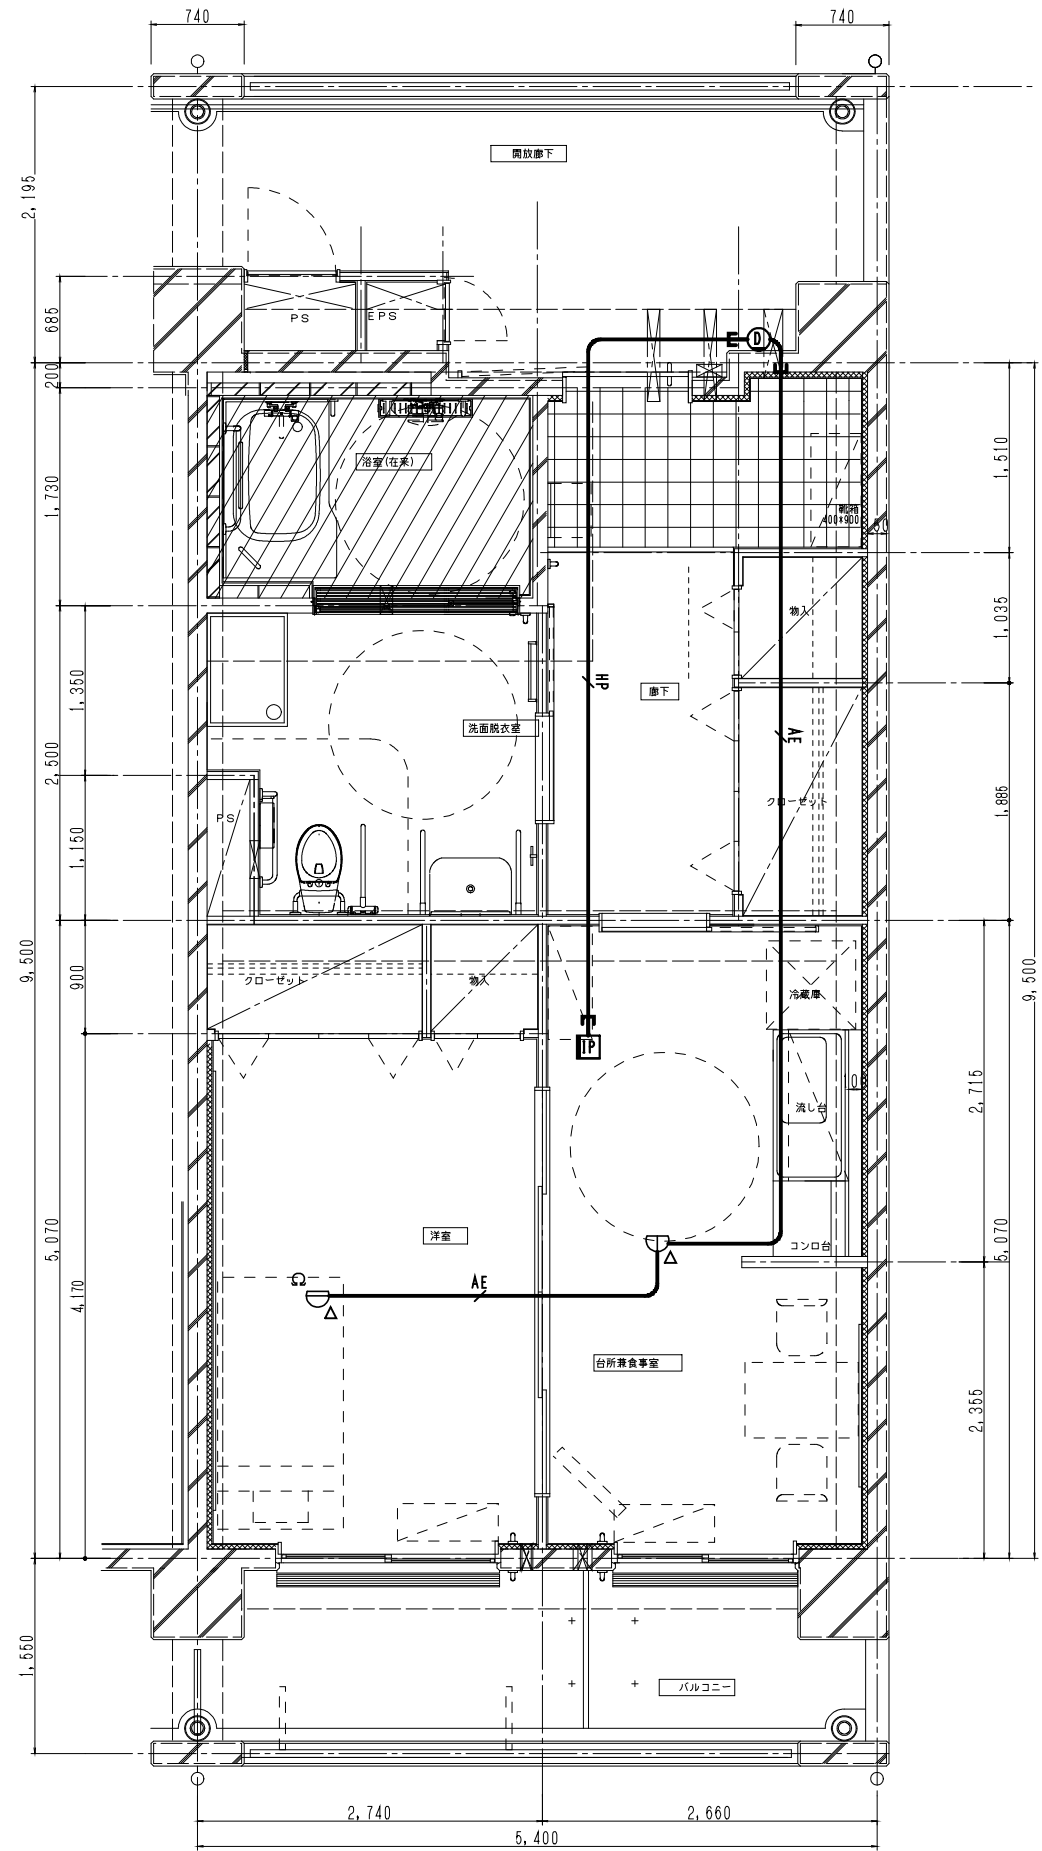 740
740
開放廊下
2,195
685
PS
EPS
D
200
浴室(在来)
1,730
1,510
靴箱
400*900
50
物入
1,035
HP
廊下
1,350
洗面脱衣室
AE
2,500
クローゼット
1,885
PS
1,150
9,500
900
クローゼット
物入
冷蔵庫
9,500
IP
2,715
流し台
洋室
5,070
コンロ台
5,070
Ω
AE
4,170
台所兼食事室
2,355
1,550
バルコニー
2,740
2,660
5,400